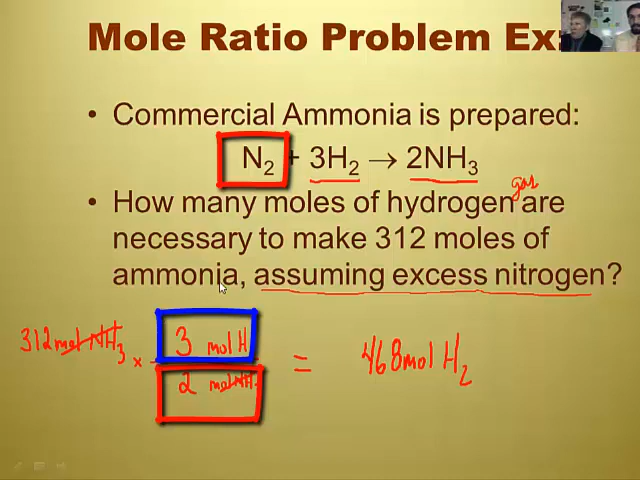 Mole Ratio Problem Ex:
• Commercial Ammonia is prepared:
N₂ + 3H₂ → 2NH₃
gas
• How many moles of hydrogen are
necessary to make 312 moles of
ammonia, assuming excess nitrogen?
312 mol NH₃ × 3 mol H = 468 mol H₂
2 mol NH₃